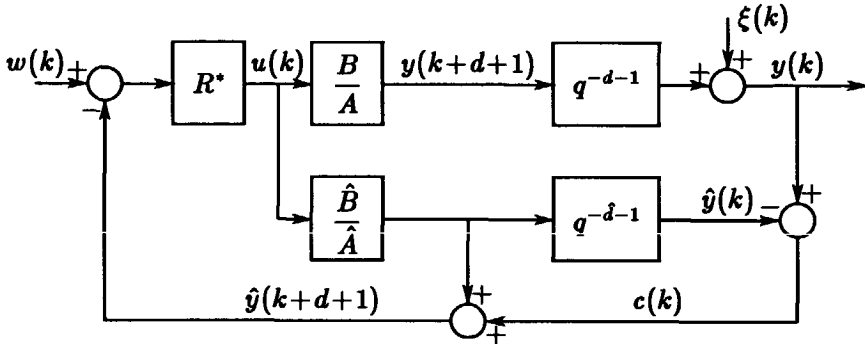 ξ(k)
w(k) + − R* u(k) B/A y(k+d+1) q^{-d-1} + + y(k)
B̂/Â q^{-d̂-1} ŷ(k) − +
ŷ(k+d+1) + + c(k)